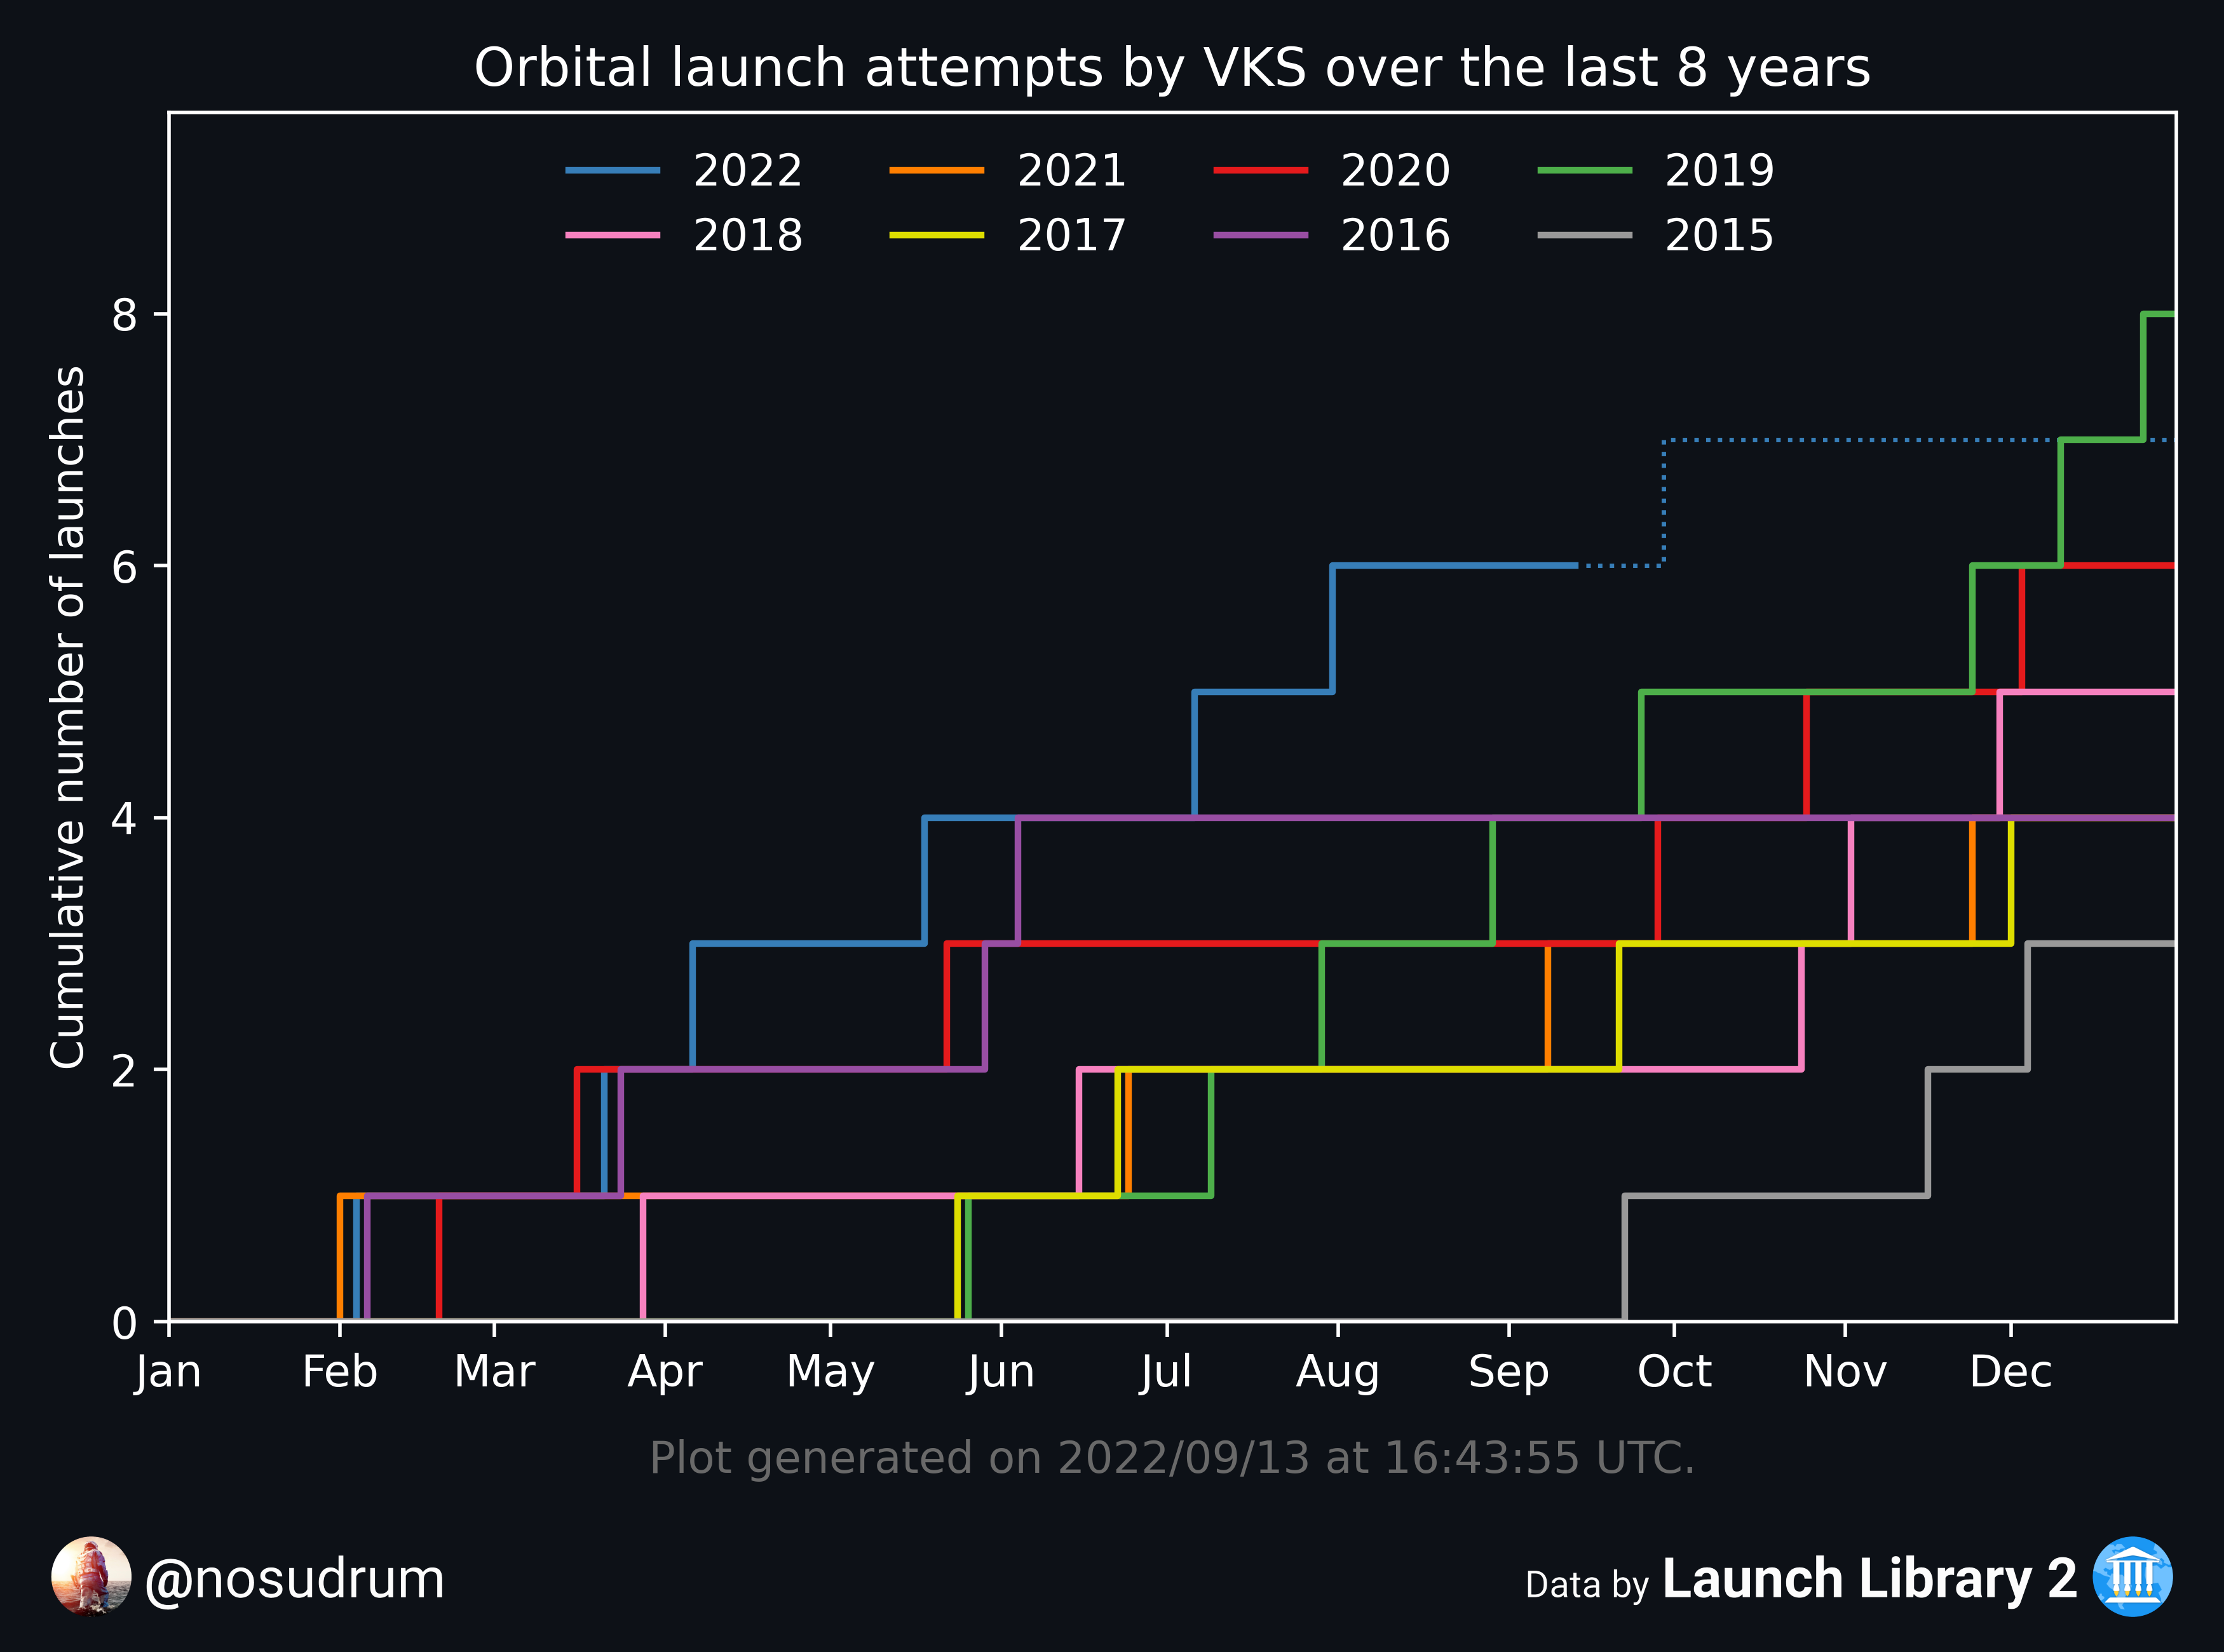 Orbital launch attempts by VKS over the last 8 years
2022 2021 2020 2019
2018 2017 2016 2015
Cumulative number of launches
8
6
4
2
0
Jan Feb Mar Apr May Jun Jul Aug Sep Oct Nov Dec
Plot generated on 2022/09/13 at 16:43:55 UTC.
@nosudrum
Data by Launch Library 2